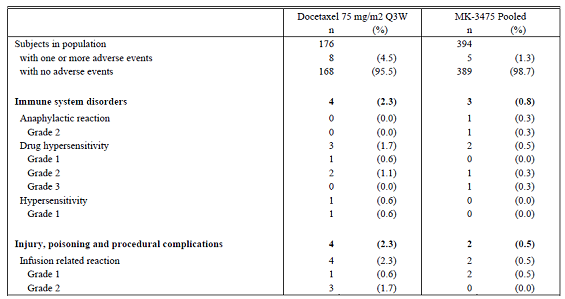 Docetaxel 75 mg/m2 Q3W MK-3475 Pooled
n (%) n (%)
Subjects in population 176 394
with one or more adverse events 8 (4.5) 5 (1.3)
with no adverse events 168 (95.5) 389 (98.7)
Immune system disorders 4 (2.3) 3 (0.8)
Anaphylactic reaction 0 (0.0) 1 (0.3)
Grade 2 0 (0.0) 1 (0.3)
Drug hypersensitivity 3 (1.7) 2 (0.5)
Grade 1 1 (0.6) 0 (0.0)
Grade 2 2 (1.1) 1 (0.3)
Grade 3 0 (0.0) 1 (0.3)
Hypersensitivity 1 (0.6) 0 (0.0)
Grade 1 1 (0.6) 0 (0.0)
Injury, poisoning and procedural complications 4 (2.3) 2 (0.5)
Infusion related reaction 4 (2.3) 2 (0.5)
Grade 1 1 (0.6) 2 (0.5)
Grade 2 3 (1.7) 0 (0.0)